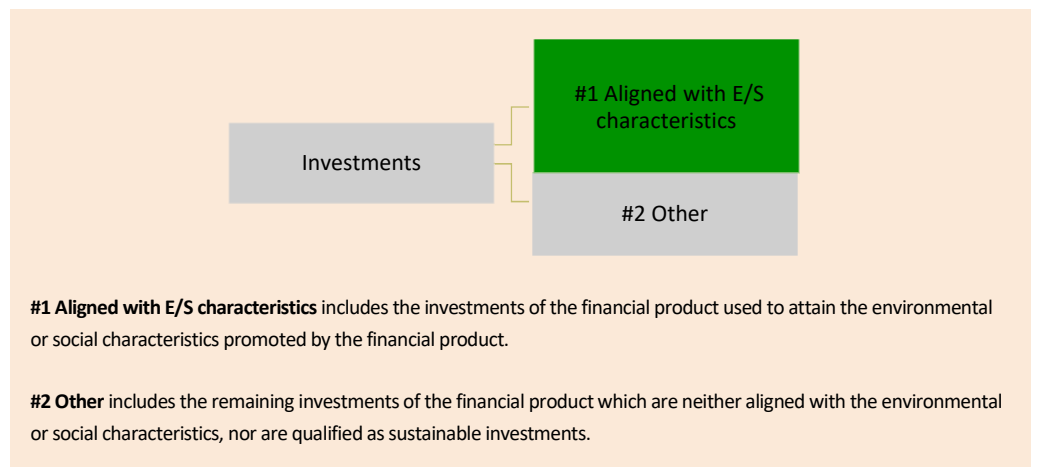 #1 Aligned with E/S
characteristics
Investments
#2 Other
#1 Aligned with E/S characteristics includes the investments of the financial product used to attain the environmental
or social characteristics promoted by the financial product.
#2 Other includes the remaining investments of the financial product which are neither aligned with the environmental
or social characteristics, nor are qualified as sustainable investments.